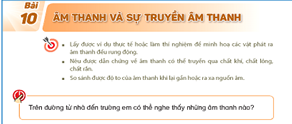 Bài
10
ÂM THANH VÀ SỰ TRUYỀN ÂM THANH
Lấy được ví dụ thực tế hoặc làm thí nghiệm để minh hoạ các vật phát ra
âm thanh đều rung động.
Nêu được dẫn chứng về âm thanh có thể truyền qua chất khí, chất lỏng,
chất rắn.
So sánh được độ to của âm thanh khi lại gần hoặc ra xa nguồn âm.
Trên đường từ nhà đến trường em có thể nghe thấy những âm thanh nào?